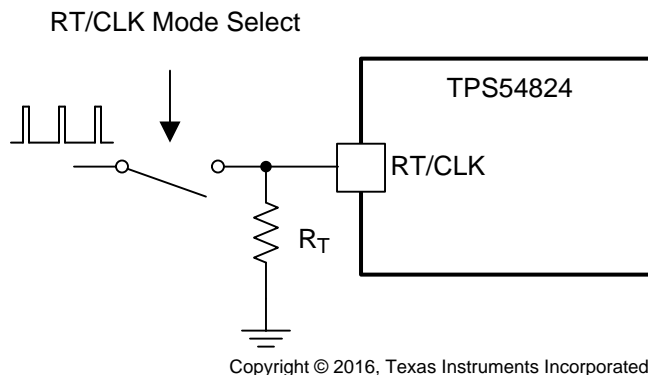 RT/CLK Mode Select
TPS54824
RT/CLK
RT
Copyright © 2016, Texas Instruments Incorporated